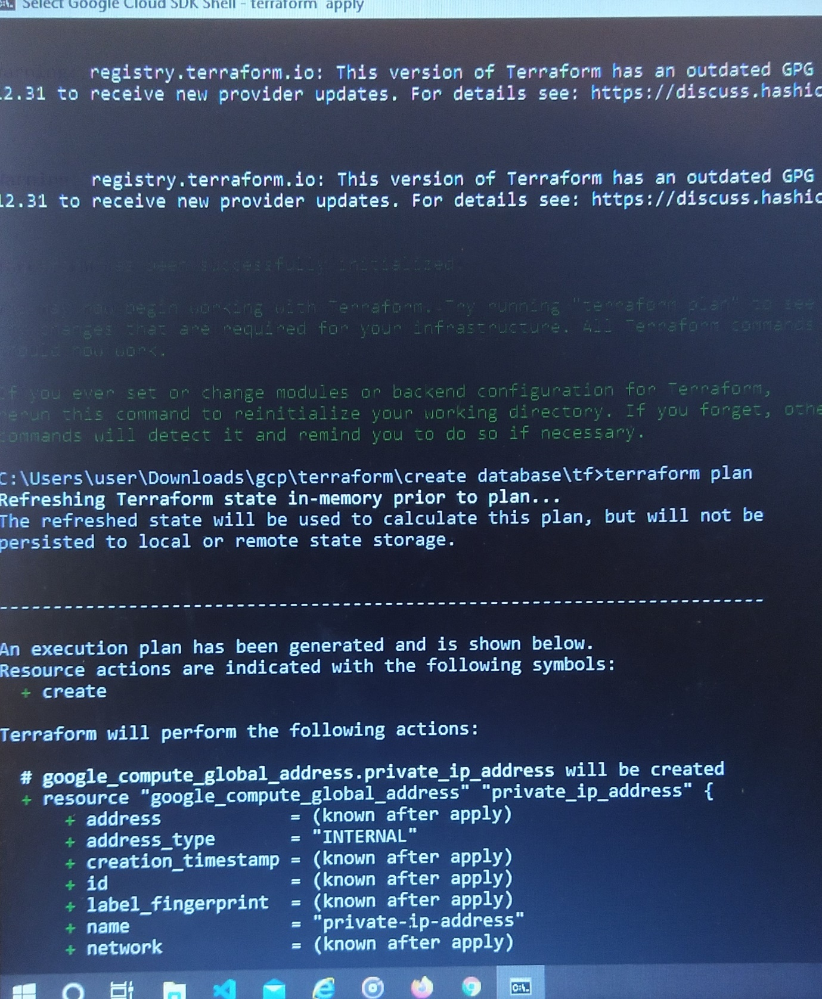 Select Google Cloud SDK Shell - terraform apply
registry.terraform.io: This version of Terraform has an outdated GPG
12.31 to receive new provider updates. For details see: https://discuss.hashic
registry.terraform.io: This version of Terraform has an outdated GPG
12.31 to receive new provider updates. For details see: https://discuss.hashic
been successfully initialized
now begin working with Terraform. Try running "terraform plan" to see
changes that are required for your infrastructure. All Terraform commands
should now work.
If you ever set or change modules or backend configuration for Terraform,
rerun this command to reinitialize your working directory. If you forget, othe
commands will detect it and remind you to do so if necessary.
C:\Users\user\Downloads\gcp\terraform\create database\tf>terraform plan
Refreshing Terraform state in-memory prior to plan...
The refreshed state will be used to calculate this plan, but will not be
persisted to local or remote state storage.
------------------------------------------------------------------------
An execution plan has been generated and is shown below.
Resource actions are indicated with the following symbols:
+ create
Terraform will perform the following actions:
# google_compute_global_address.private_ip_address will be created
+ resource "google_compute_global_address" "private_ip_address" {
+ address = (known after apply)
+ address_type = "INTERNAL"
+ creation_timestamp = (known after apply)
+ id = (known after apply)
+ label_fingerprint = (known after apply)
+ name = "private-ip-address"
+ network = (known after apply)
C:\.